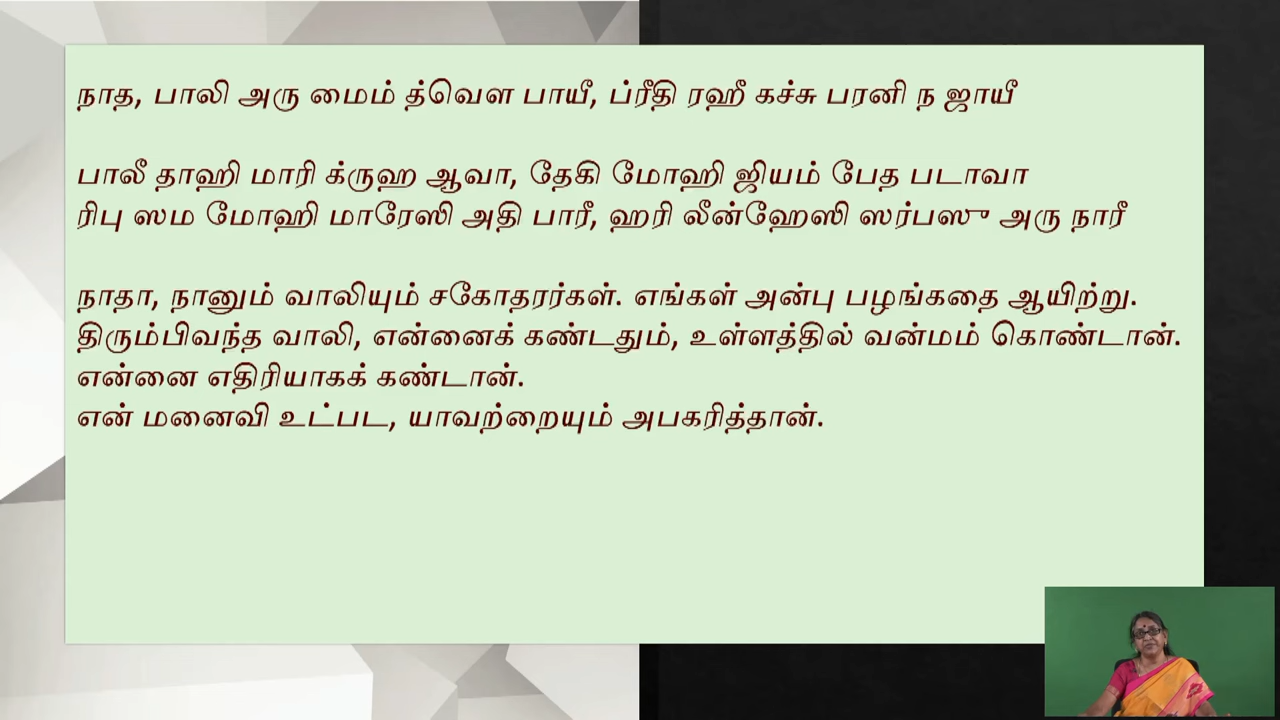 நாத, பாலி அரு மைம் த்வௌ பாயீ, ப்ரீதி ரஹீ கச்சு பரனி ந ஜாயீ
பாலீ தாஹி மாரி க்ருஹ ஆவா, தேகி மோஹி ஜியம் பேத படாவா
ரிபு ஸம மோஹி மாரேஸி அதி பாரீ, ஹரி லீன்ஹேஸி ஸர்பஸு அரு நாரீ
நாதா, நானும் வாலியும் சகோதரர்கள். எங்கள் அன்பு பழங்கதை ஆயிற்று.
திரும்பிவந்த வாலி, என்னைக் கண்டதும், உள்ளத்தில் வன்மம் கொண்டான்.
என்னை எதிரியாகக் கண்டான்.
என் மனைவி உட்பட, யாவற்றையும் அபகரித்தான்.